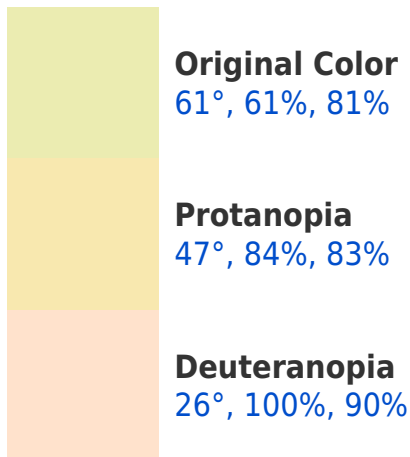 Original Color
61°, 61%, 81%
Protanopia
47°, 84%, 83%
Deuteranopia
26°, 100%, 90%